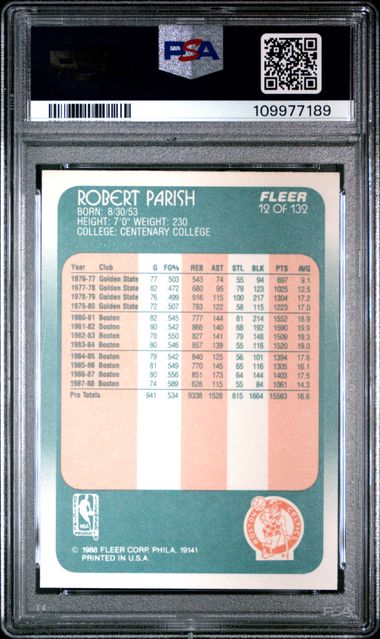 PSA
109977189
ROBERT PARISH FLEER
BORN: 8/30/53 12 OF 132
HEIGHT: 7'0" WEIGHT: 230
COLLEGE: CENTENARY COLLEGE
Year Club G FG% REB AST STL BLK PTS AVG
1976-77 Golden State 77 .503 543 74 55 94 697 9.1
1977-78 Golden State 82 .472 680 95 79 123 1025 12.5
1978-79 Golden State 76 .499 916 115 100 217 1304 17.2
1979-80 Golden State 72 .507 783 122 58 115 1223 17.0
1980-81 Boston 82 .545 777 144 81 214 1552 18.9
1981-82 Boston 80 .542 866 140 68 192 1590 19.9
1982-83 Boston 78 .550 827 141 79 148 1509 19.3
1983-84 Boston 80 .546 857 139 55 116 1520 19.0
1984-85 Boston 79 .542 840 125 56 101 1394 17.6
1985-86 Boston 81 .549 770 145 65 116 1305 16.1
1986-87 Boston 80 .556 851 173 64 144 1403 17.5
1987-88 Boston 74 .589 628 115 55 84 1061 14.3
Pro Totals 941 .534 9338 1528 815 1664 15583 16.6
NBA
BOSTON CELTICS
© 1988 FLEER CORP. PHILA. 19141
PRINTED IN U.S.A.
PSA